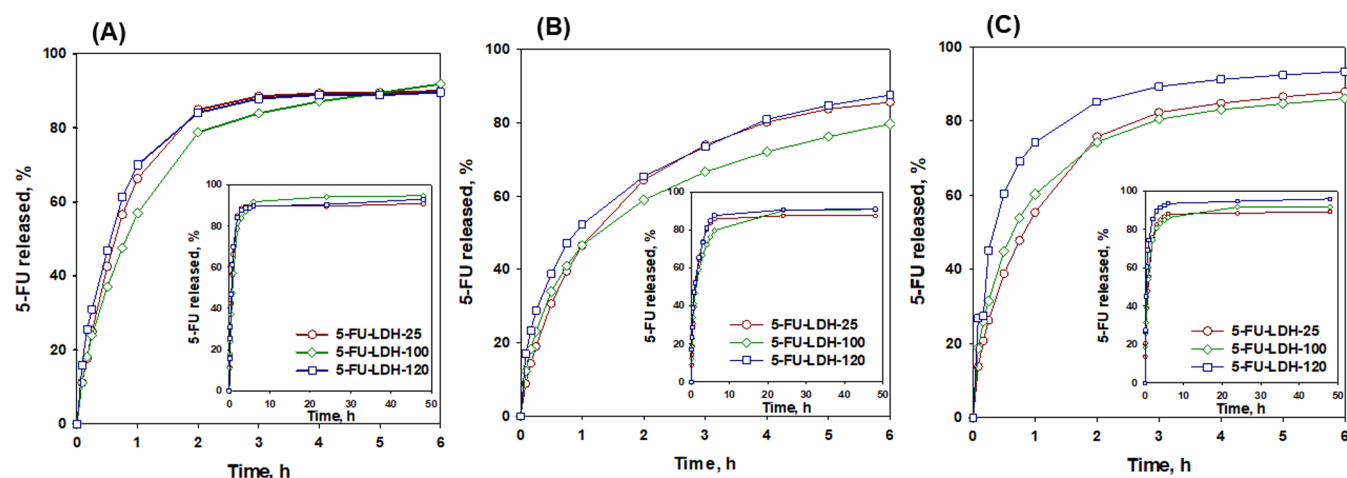 (A)
5-FU released, %
100
80
60
40
20
0
0 1 2 3 4 5 6
Time. h
5-FU released, %
100
80
60
40
20
0
0 10 20 30 40 50
Time, h
5-FU-LDH-25
5-FU-LDH-100
5-FU-LDH-120
(B)
5-FU released, %
100
80
60
40
20
0
0 1 2 3 4 5 6
Time, h
5-FU released, %
100
80
60
40
20
0
0 10 20 30 40 50
Time, h
5-FU-LDH-25
5-FU-LDH-100
5-FU-LDH-120
(C)
5-FU released, %
100
80
60
40
20
0
0 1 2 3 4 5 6
Time, h
5-FU released, %
100
80
60
40
20
0
0 10 20 30 40 50
Time, h
5-FU-LDH-25
5-FU-LDH-100
5-FU-LDH-120